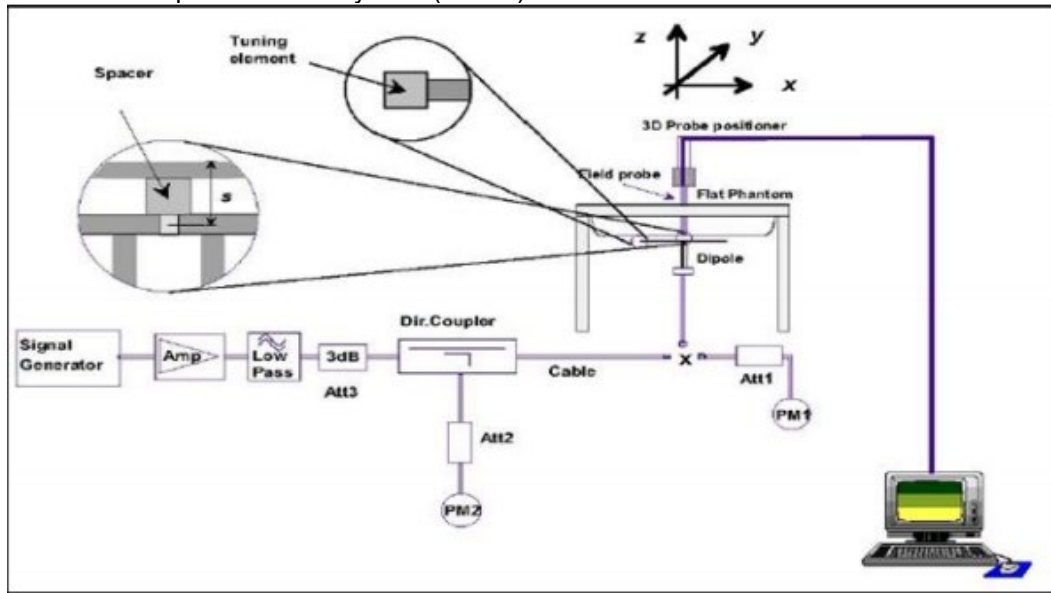 Tuning
element
Spacer
s
z
y
x
3D Probe positioner
Field probe
Flat Phantom
Dipole
Dir.Coupler
Signal
Generator
Amp
Low
Pass
3dB
Att3
Cable
x
Att1
PM1
Att2
PM2